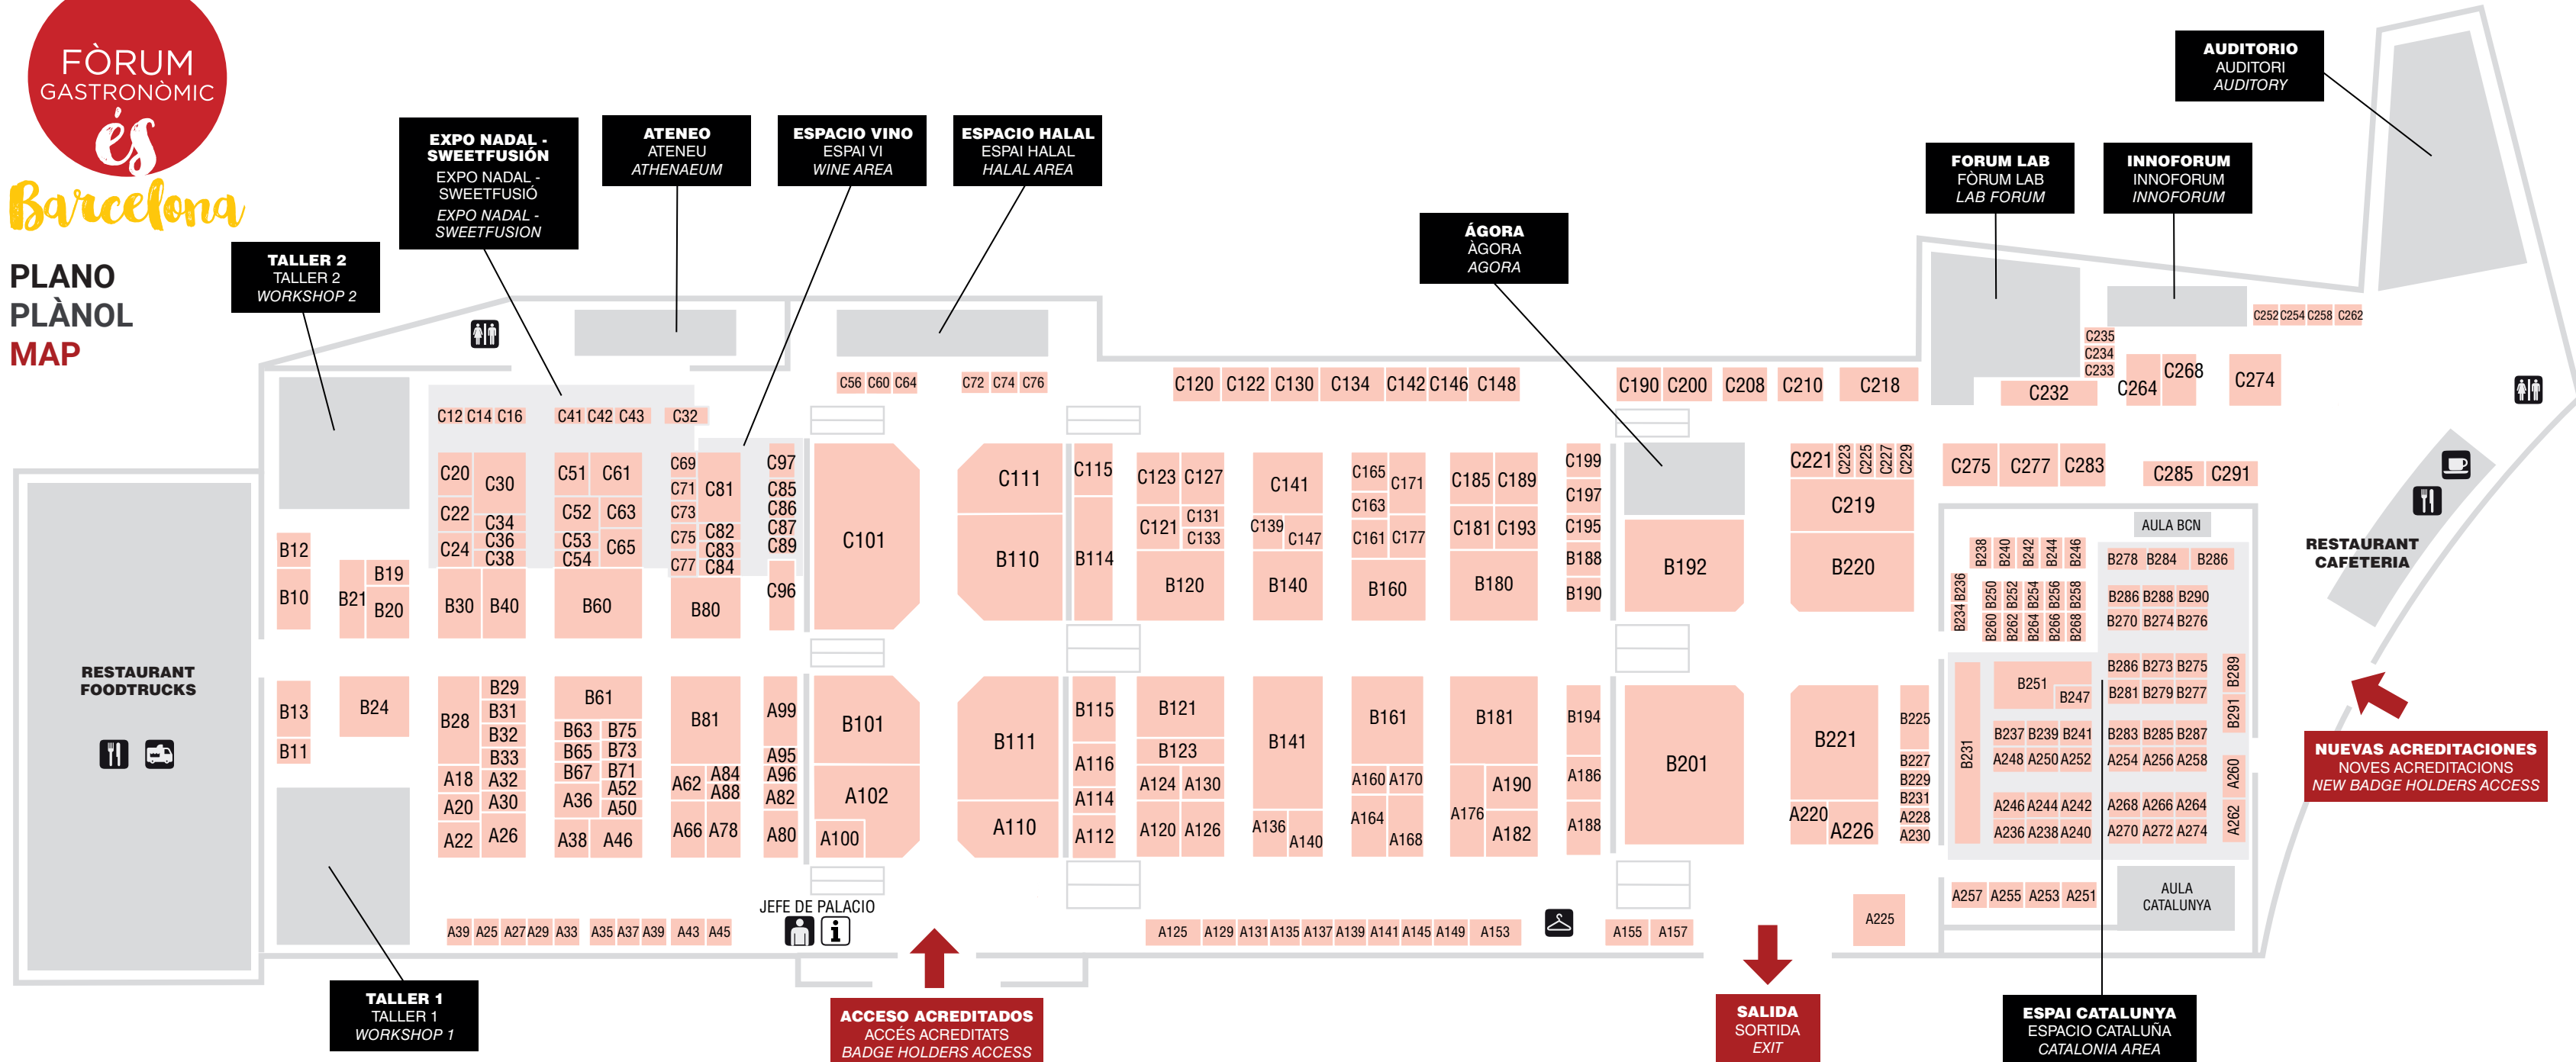 FÒRUM
GASTRONÒMIC
és
Barcelona
PLANO
PLÀNOL
MAP
TALLER 2
TALLER 2
WORKSHOP 2
EXPO NADAL -
SWEETFUSIÓN
EXPO NADAL -
SWEETFUSIÓ
EXPO NADAL -
SWEETFUSION
ATENEO
ATENEU
ATHENAEUM
ESPACIO VINO
ESPAI VI
WINE AREA
ESPACIO HALAL
ESPAI HALAL
HALAL AREA
ÁGORA
ÀGORA
AGORA
FORUM LAB
FÒRUM LAB
LAB FORUM
INNOFORUM
INNOFORUM
INNOFORUM
AUDITORIO
AUDITORI
AUDITORY
C252 C254 C258 C262
C235
C234
C233
C232
C264
C268
C274
C56 C60 C64
C72 C74 C76
C120 C122 C130 C134 C142 C146 C148
C190 C200 C208 C210 C218
C12 C14 C16
C41 C42 C43
C32
C20
C30
C22
C34
C36
C24
C38
C51
C61
C52
C63
C53
C65
C54
C69
C71
C81
C73
C82
C75
C83
C77
C84
C97
C85
C86
C87
C89
C96
C101
C111
B110
C115
B114
C123 C127
C121
C131
C133
B120
C141
C139
C147
B140
C165
C171
C163
C161 C177
B160
C185 C189
C181 C193
B180
C199
C197
C195
B188
B190
B192
C221
C223
C225
C227
C229
C219
B220
C275 C277 C283
C285 C291
AULA BCN
RESTAURANT
CAFETERIA
B12
B10
B19
B21
B20
B30 B40
B60
B80
B238
B240
B242
B244
B246
B236
B234
B250
B252
B254
B256
B258
B260
B262
B264
B266
B268
B278 B284 B286
B286 B288 B290
B270 B274 B276
RESTAURANT
FOODTRUCKS
B13
B11
B24
B28
B29
B31
B32
B33
A18 A32
A20 A30
A22 A26
B61
B63 B75
B65 B73
B67 B71
A52
A36
A50
A38 A46
B81
A62
A84
A88
A66 A78
A99
A95
A96
A82
A80
B101
A102
A100
B111
A110
B115
A116
A114
A112
B121
B123
A124 A130
A120 A126
B141
A136
A140
B161
A160 A170
A164
A168
B181
A176
A190
A182
B194
A186
A188
B201
B221
A220
A226
B225
B227
B229
B231
A228
A230
B231
B251
B247
B237 B239 B241
A248 A250 A252
A246 A244 A242
A236 A238 A240
B286 B273 B275
B281 B279 B277
B283 B285 B287
A254 A256 A258
A268 A266 A264
A270 A272 A274
B289
B291
A260
A262
NUEVAS ACREDITACIONES
NOVES ACREDITACIONS
NEW BADGE HOLDERS ACCESS
A257 A255 A253 A251
AULA
CATALUNYA
A225
A39 A25 A27 A29 A33 A35 A37 A39 A43 A45
JEFE DE PALACIO
A125 A129 A131 A135 A137 A139 A141 A145 A149 A153
A155 A157
TALLER 1
TALLER 1
WORKSHOP 1
ACCESO ACREDITADOS
ACCÉS ACREDITATS
BADGE HOLDERS ACCESS
SALIDA
SORTIDA
EXIT
ESPAI CATALUNYA
ESPACIO CATALUÑA
CATALONIA AREA